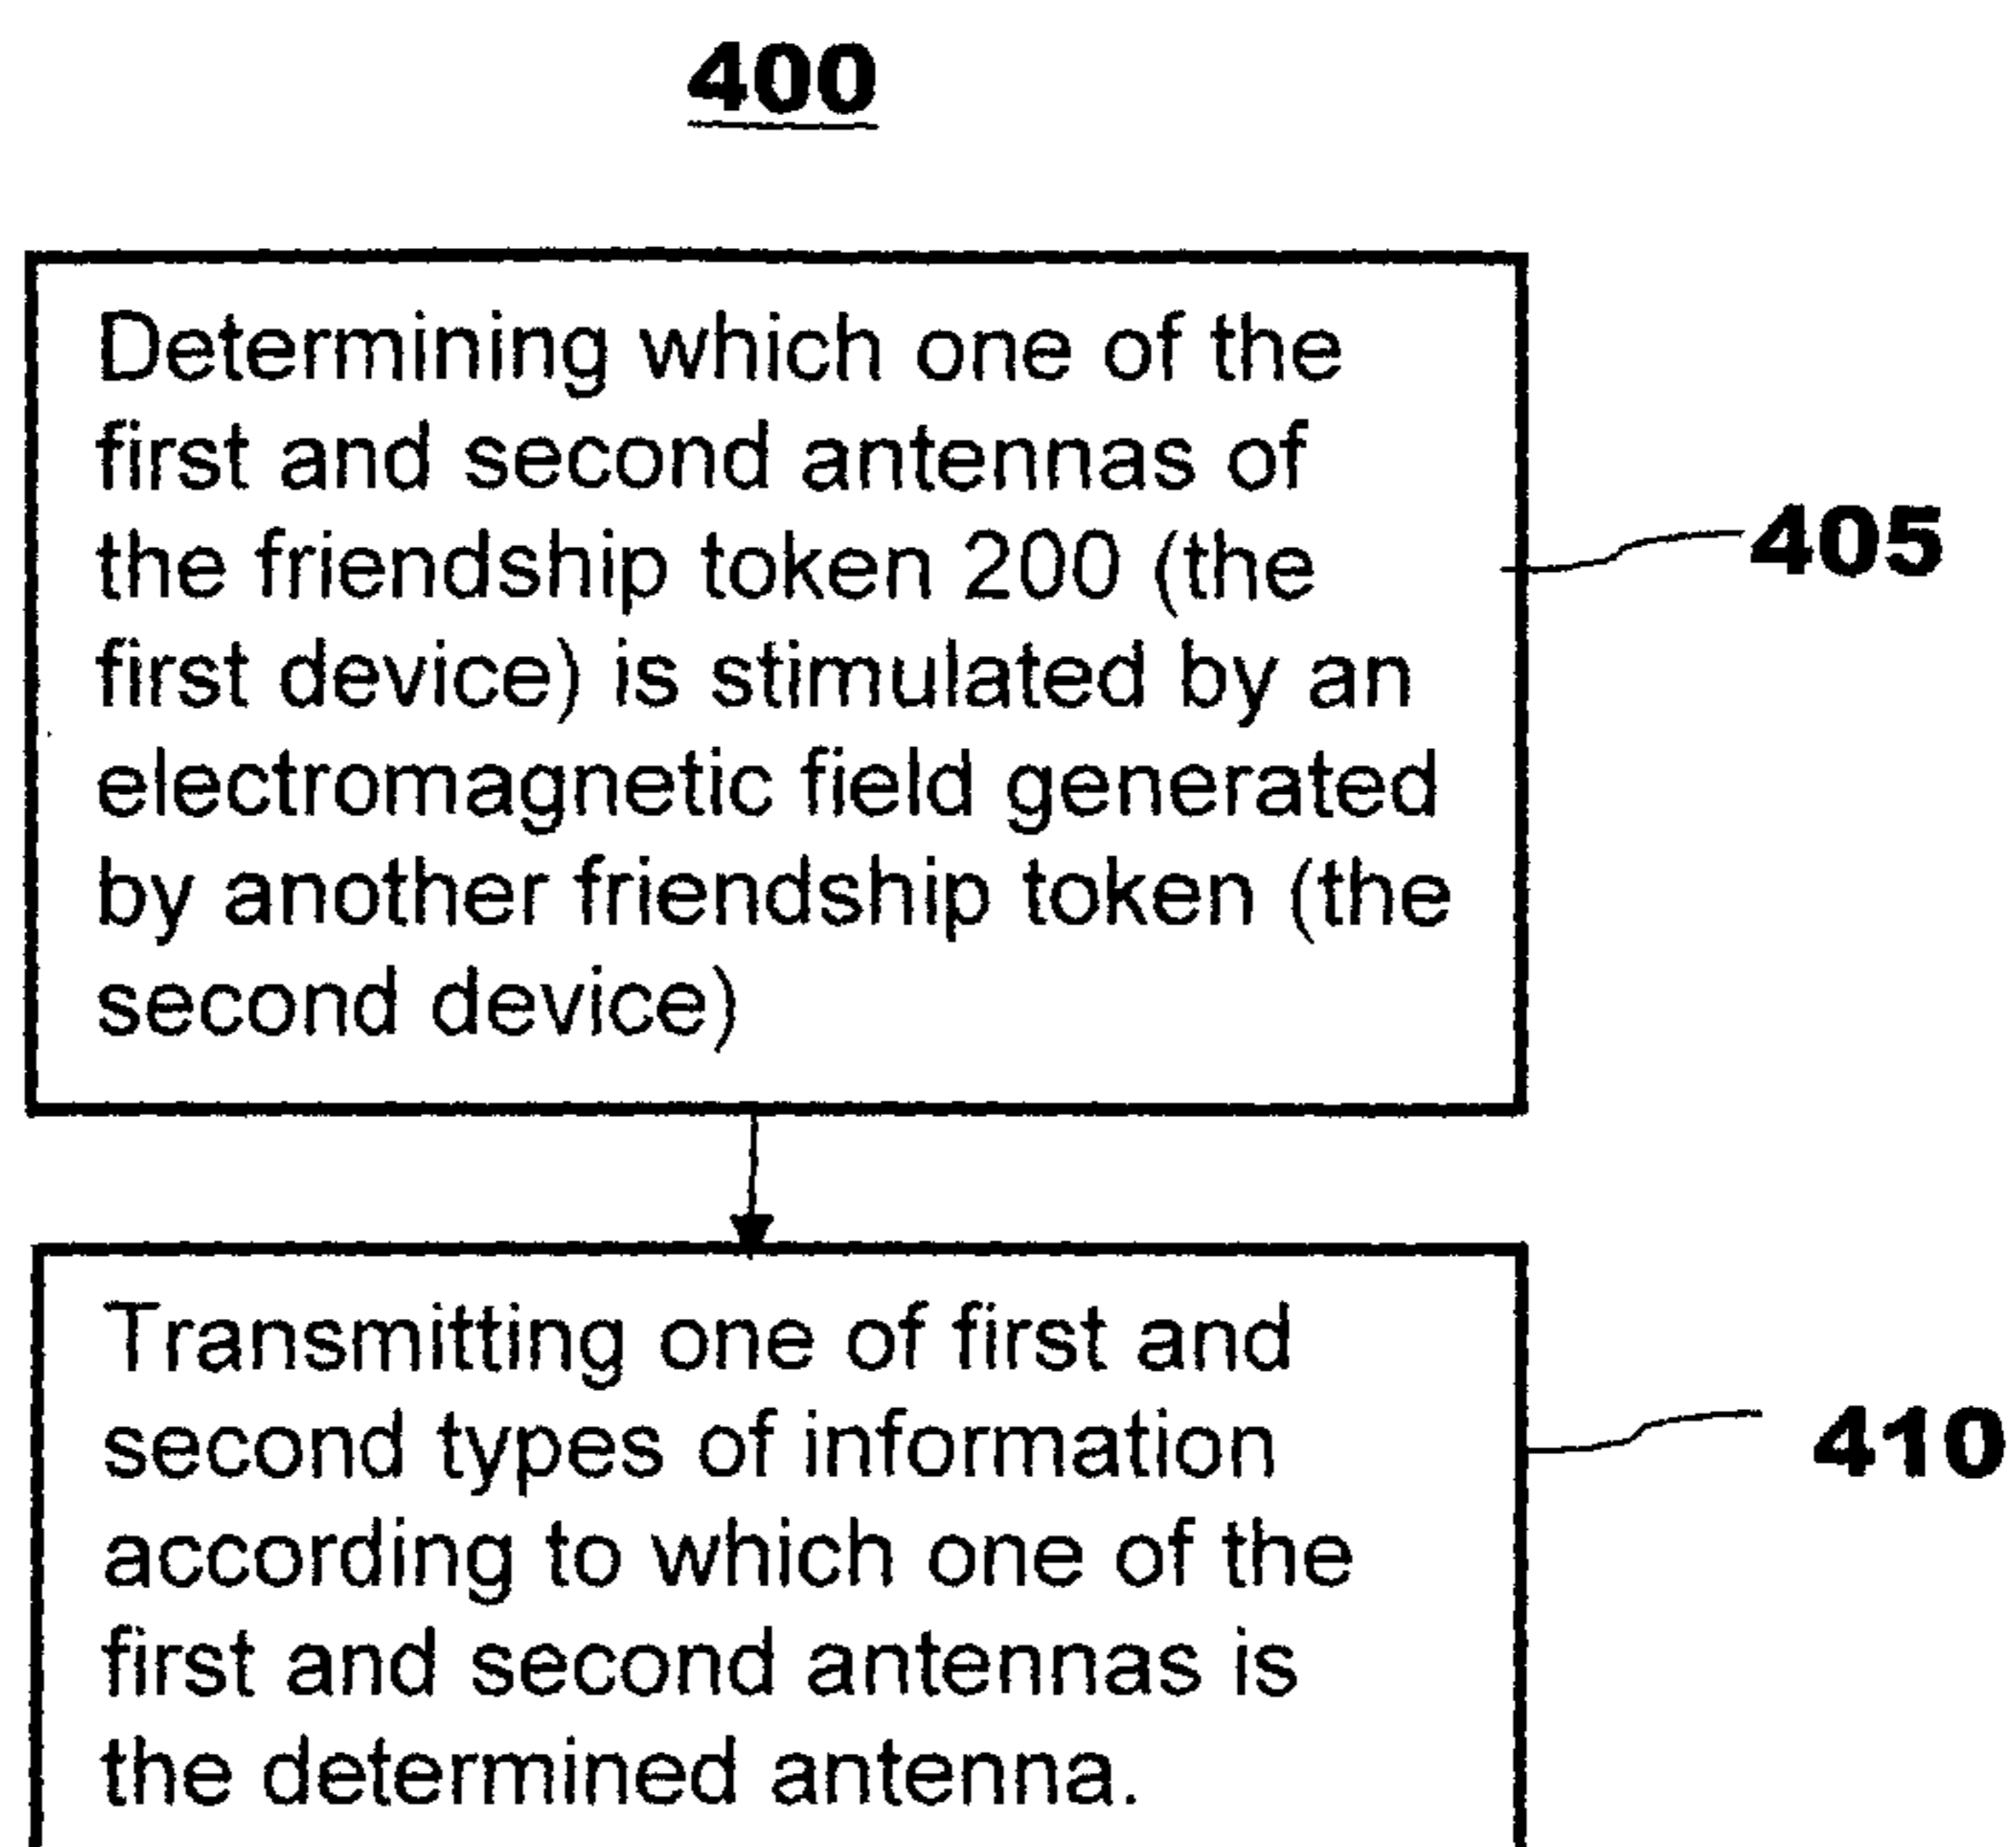 400
Determining which one of the
first and second antennas of
the friendship token 200 (the
first device) is stimulated by an
electromagnetic field generated
by another friendship token (the
second device)
405
Transmitting one of first and
second types of information
according to which one of the
first and second antennas is
the determined antenna.
410